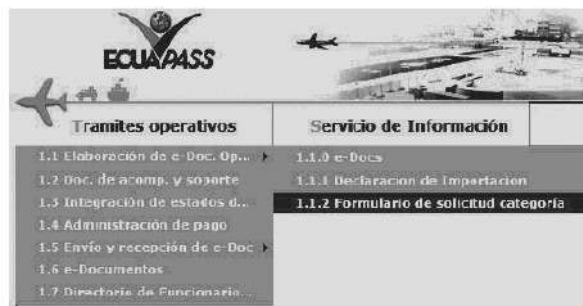 ECUAPASS
Tramites operativos
Servicio de Información
1.1 Elaboración de e-Doc. Op...
1.2 Doc. de acomp. y soporte
1.3 Integración de estados d...
1.4 Administración de pago
1.5 Envío y recepción de e-Doc
1.6 e-Documentos
1.7 Directorio de Funcionario...
1.1.0 e-Docs
1.1.1 Declaracion de Importacion
1.1.2 Formulario de solicitud categoría